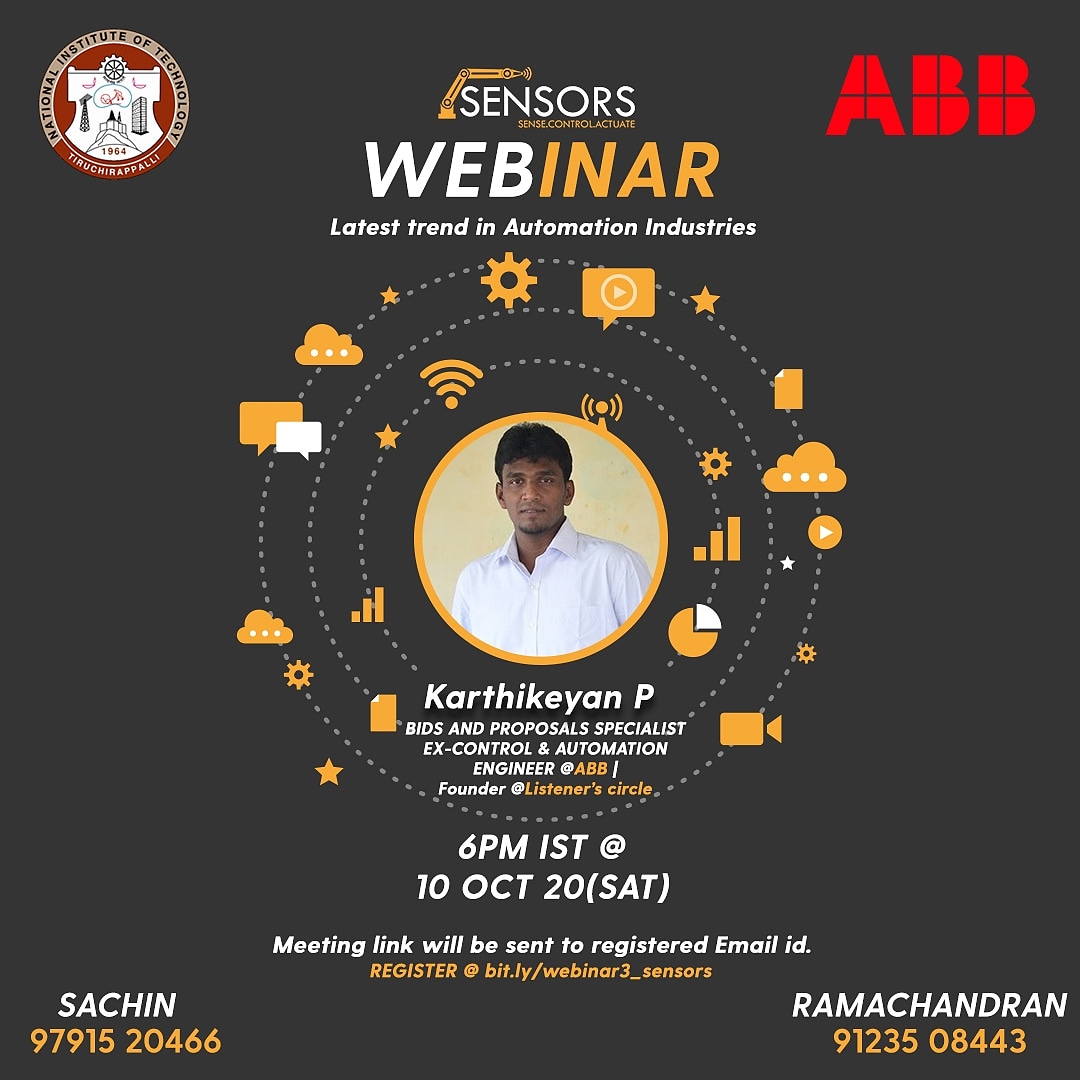 NATIONAL INSTITUTE OF TECHNOLOGY
1964
TIRUCHIRAPPALLI
SENSORS
SENSE.CONTROL.ACTUATE
ABB
WEBINAR
Latest trend in Automation Industries
Karthikeyan P
BIDS AND PROPOSALS SPECIALIST
EX-CONTROL & AUTOMATION
ENGINEER @ABB |
Founder @Listener's circle
6PM IST @
10 OCT 20(SAT)
Meeting link will be sent to registered Email id.
REGISTER @ bit.ly/webinar3_sensors
SACHIN
97915 20466
RAMACHANDRAN
91235 08443